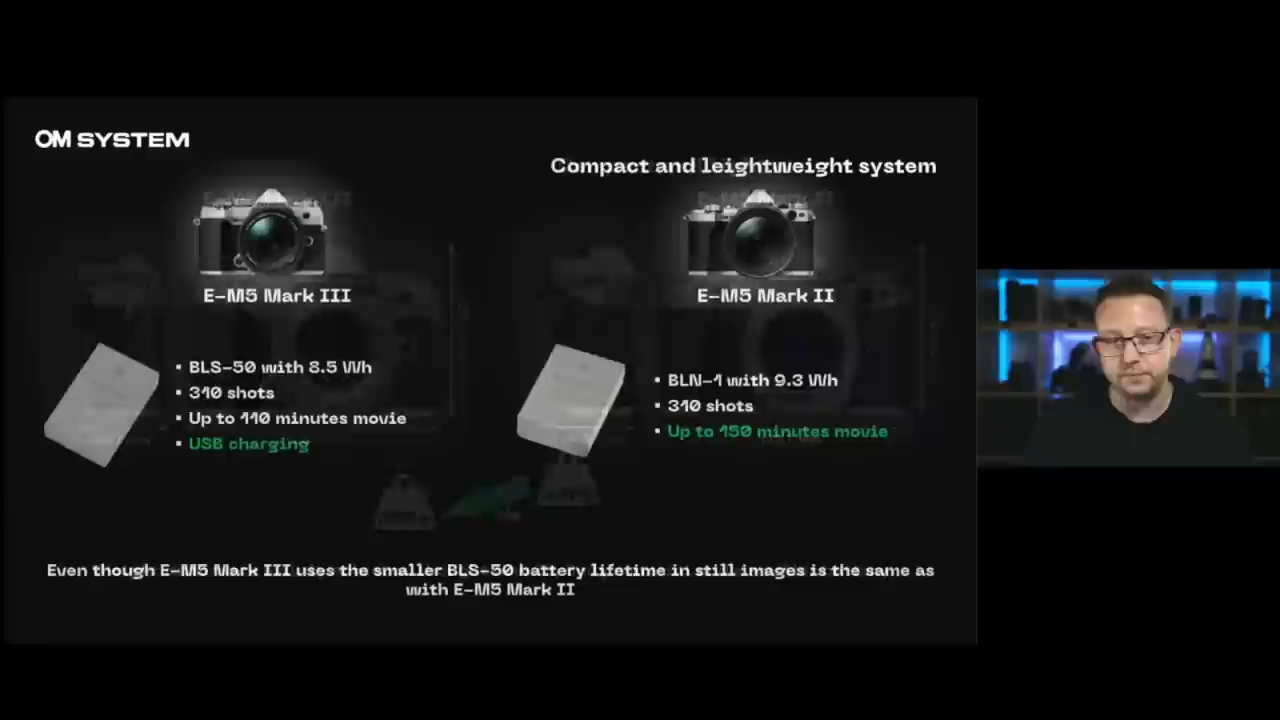 OM SYSTEM
Compact and leightweight system
E-M5 Mark III
▪ BLS-50 with 8.5 Wh
▪ 310 shots
▪ Up to 110 minutes movie
▪ USB charging
E-M5 Mark II
▪ BLN-1 with 9.3 Wh
▪ 310 shots
▪ Up to 150 minutes movie
Even though E-M5 Mark III uses the smaller BLS-50 battery lifetime in still images is the same as
with E-M5 Mark II